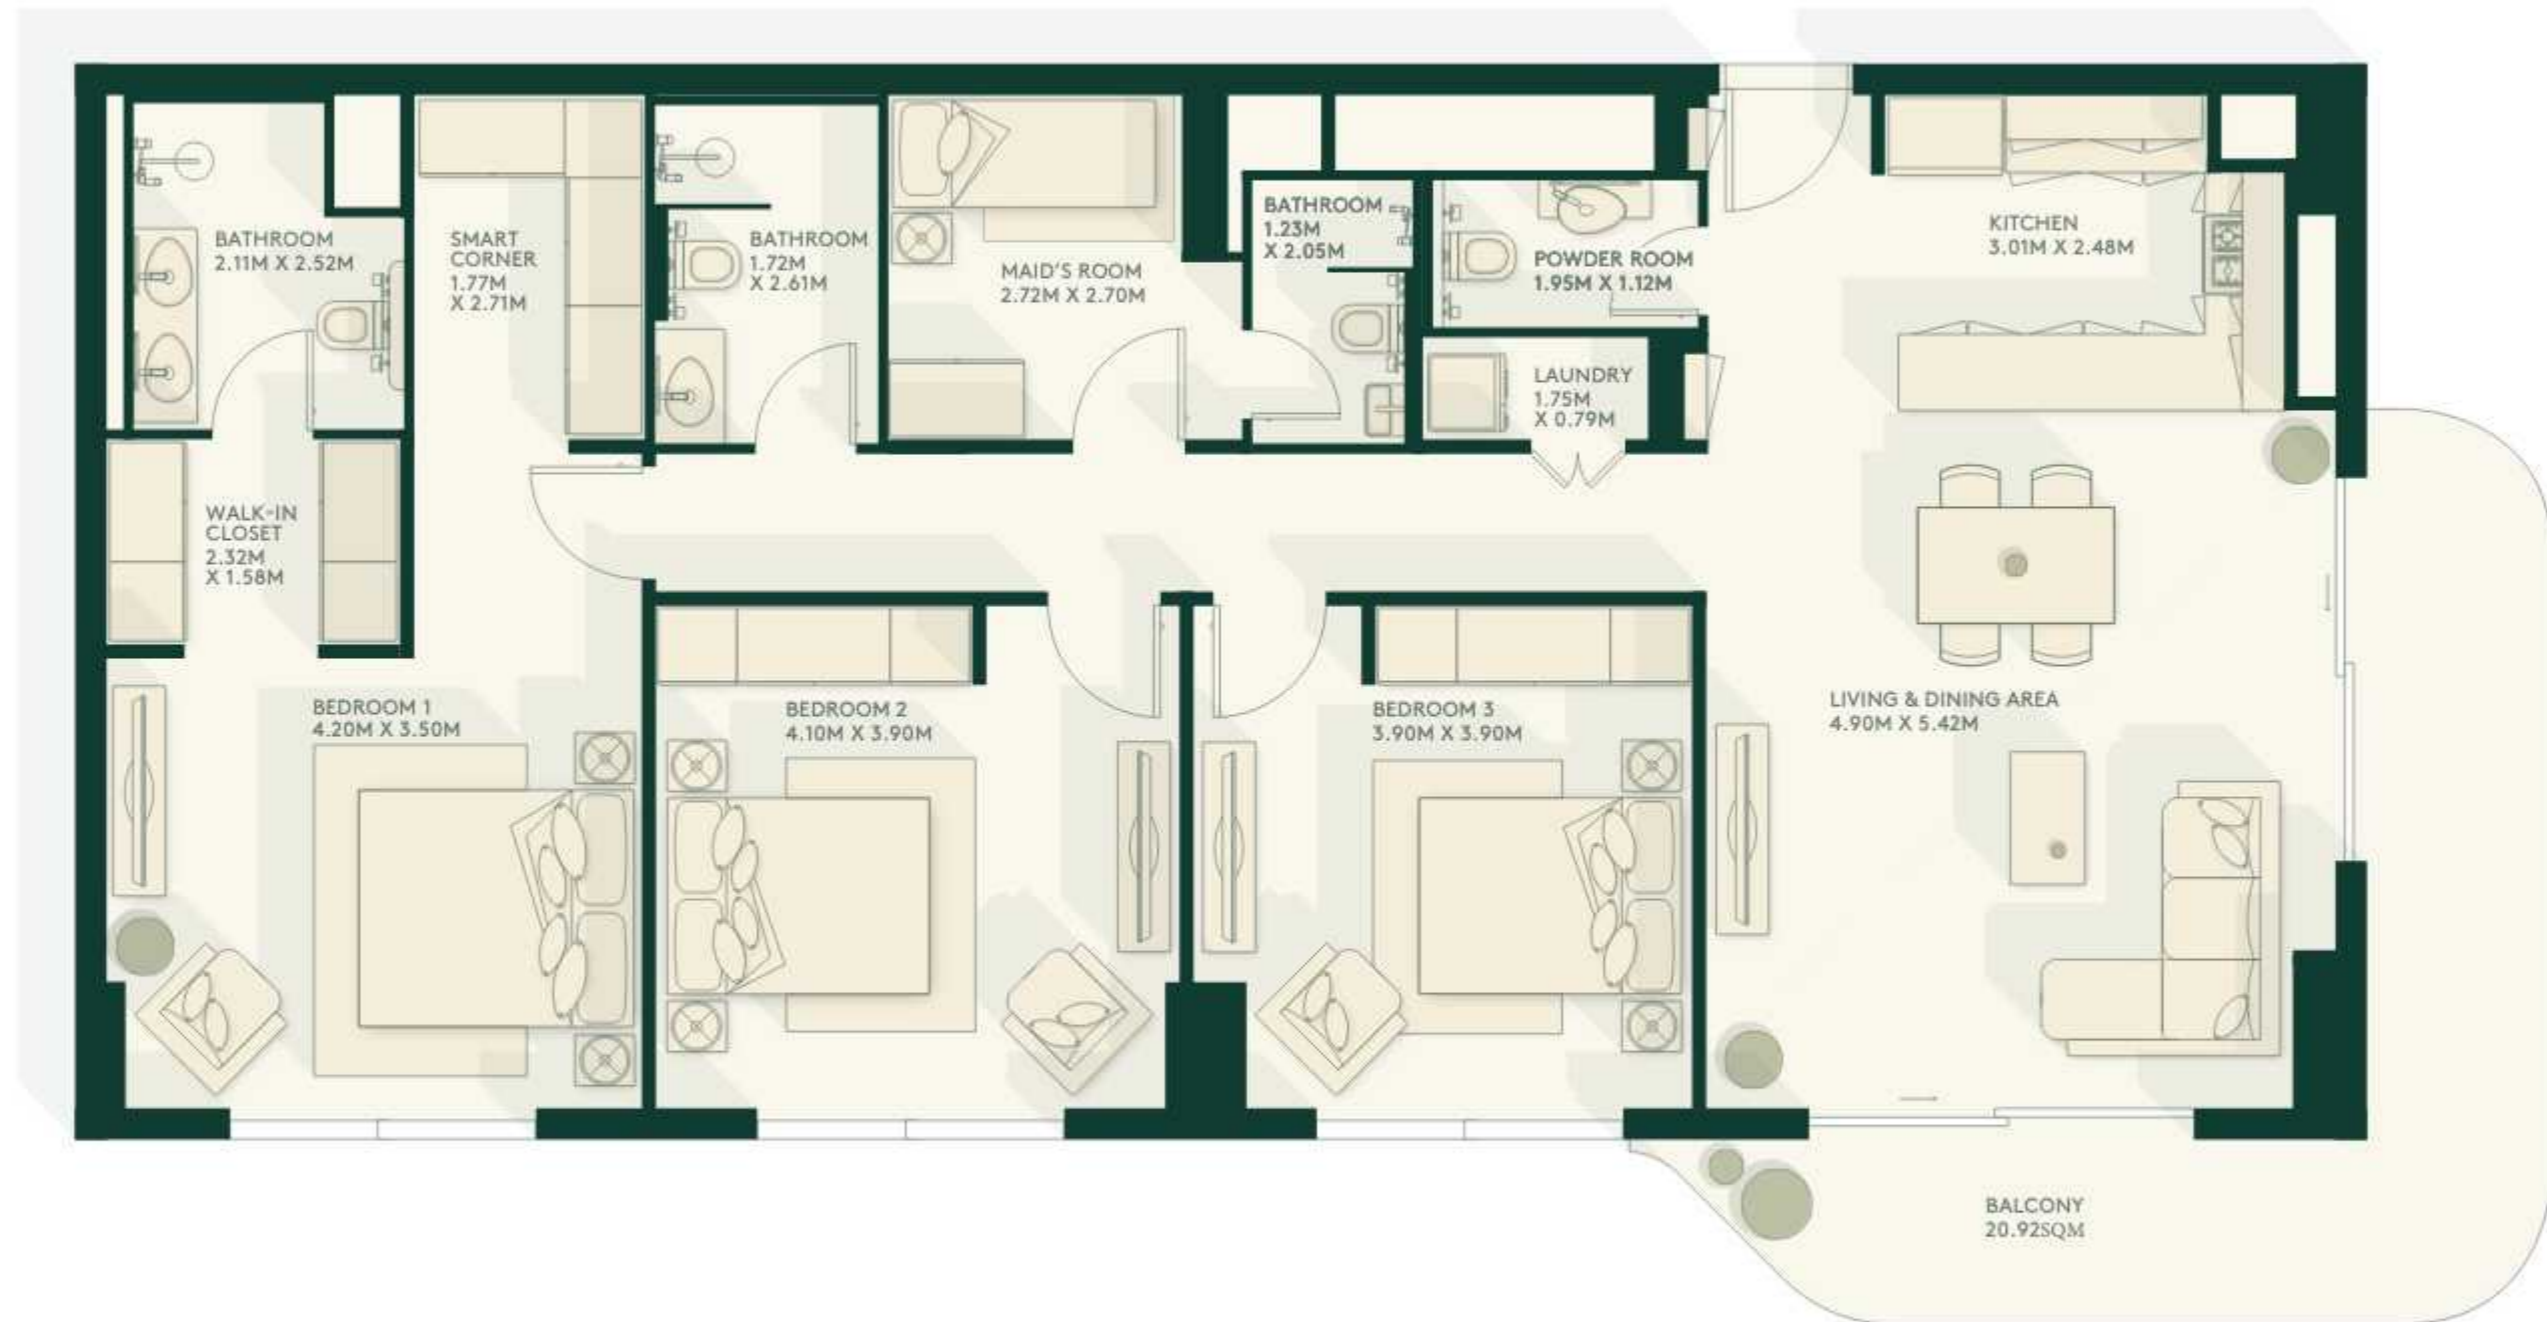 BATHROOM
2.11M X 2.52M
SMART
CORNER
1.77M
X 2.71M
BATHROOM
1.72M
X 2.61M
MAID'S ROOM
2.72M X 2.70M
BATHROOM
1.23M
X 2.05M
POWDER ROOM
1.95M X 1.12M
KITCHEN
3.01M X 2.48M
LAUNDRY
1.75M
X 0.79M
WALK-IN
CLOSET
2.32M
X 1.58M
BEDROOM 1
4.20M X 3.50M
BEDROOM 2
4.10M X 3.90M
BEDROOM 3
3.90M X 3.90M
LIVING & DINING AREA
4.90M X 5.42M
BALCONY
20.92SQM